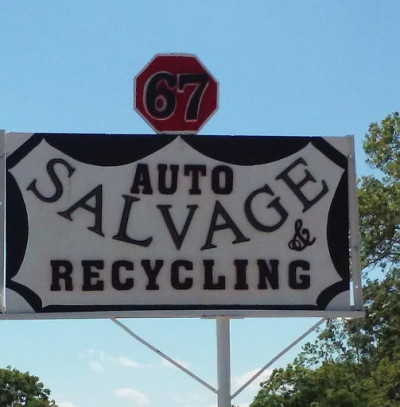 67
AUTO
SALVAGE
&
RECYCLING